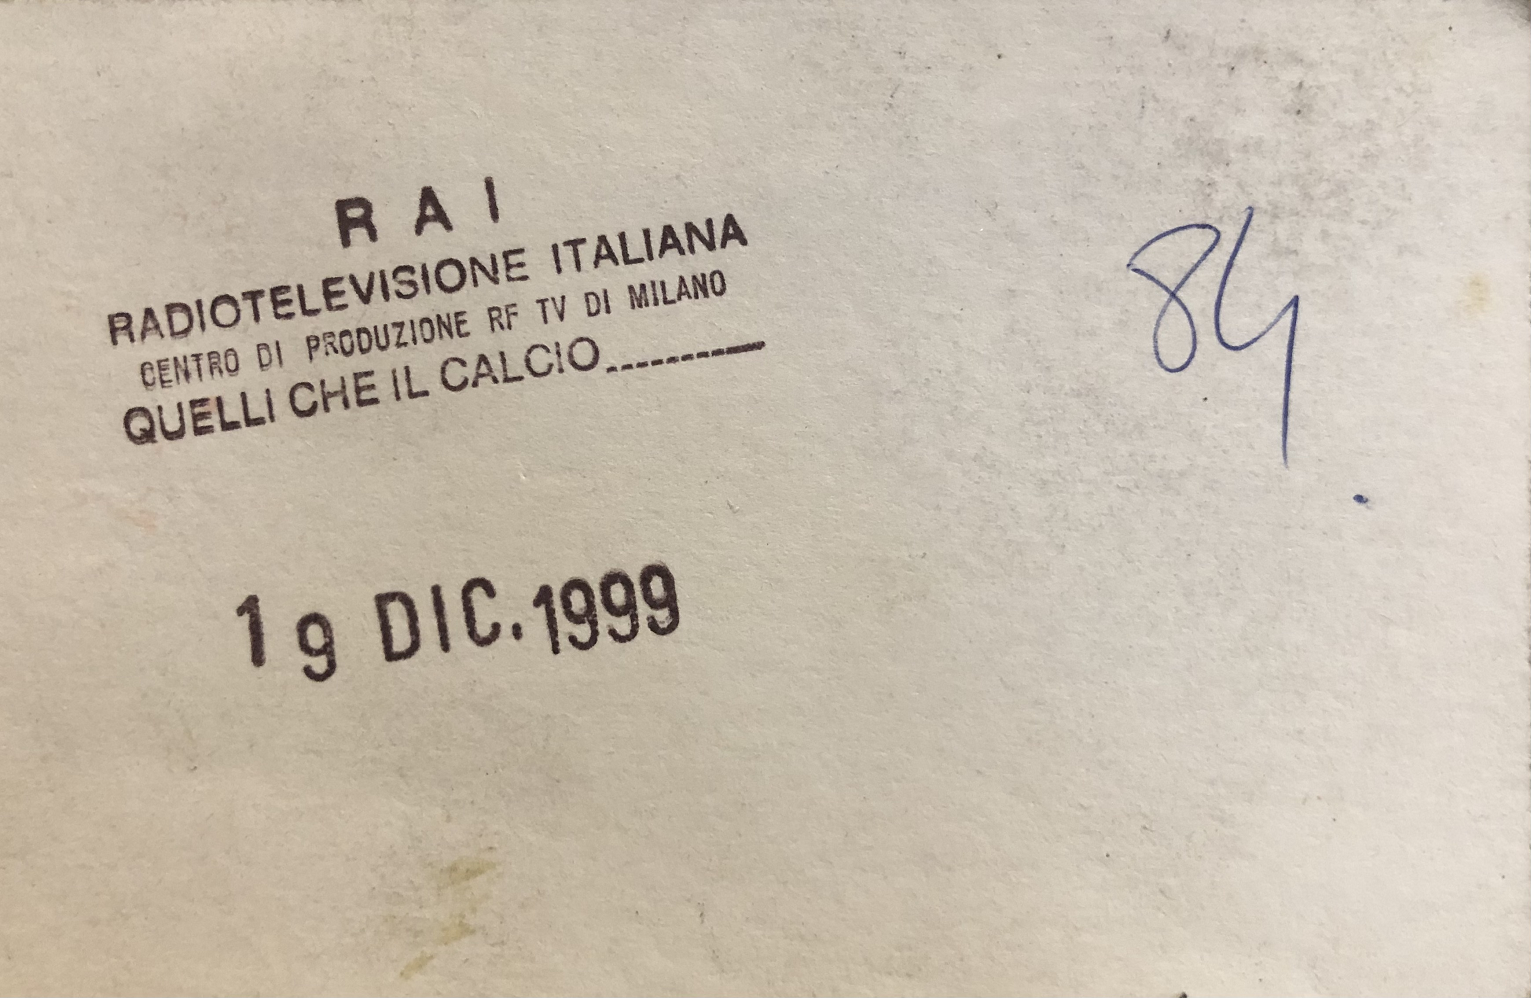 R A I
RADIOTELEVISIONE ITALIANA
CENTRO DI PRODUZIONE RF TV DI MILANO
QUELLI CHE IL CALCIO..........
19 DIC. 1999
84.